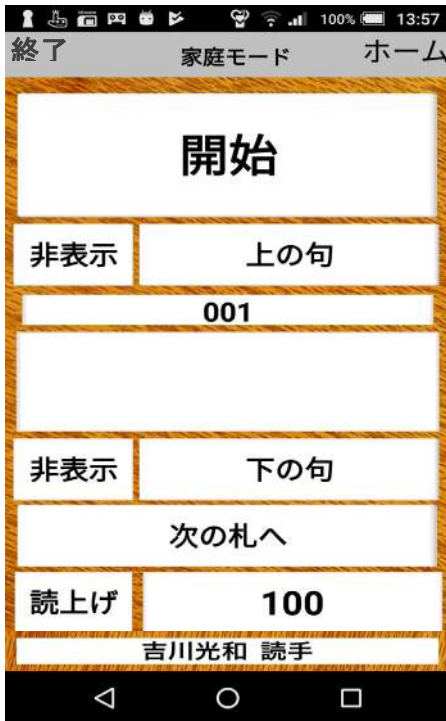 100% 13:57
終了 家庭モード ホーム
開始
非表示 上の句
001
非表示 下の句
次の札へ
読上げ 100
吉川光和 読手